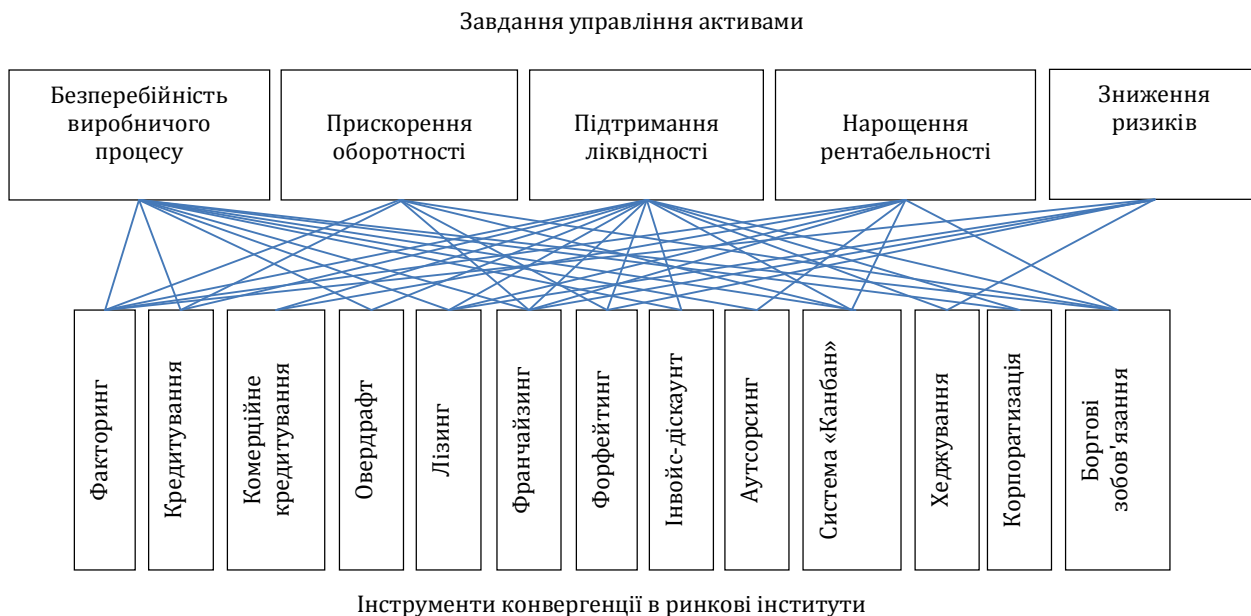 Завдання управління активами
Безперебійність
виробничого
процесу
Прискорення
оборотності
Підтримання
ліквідності
Нарощення
рентабельності
Зниження
ризиків
Факторинг
Кредитування
Комерційне
кредитування
Овердрафт
Лізинг
Франчайзинг
Форфейтинг
Інвойс-діскаунт
Аутсорсинг
Система «Канбан»
Хеджування
Корпоратизація
Боргові
зобов'язання
Інструменти конвергенції в ринкові інститути